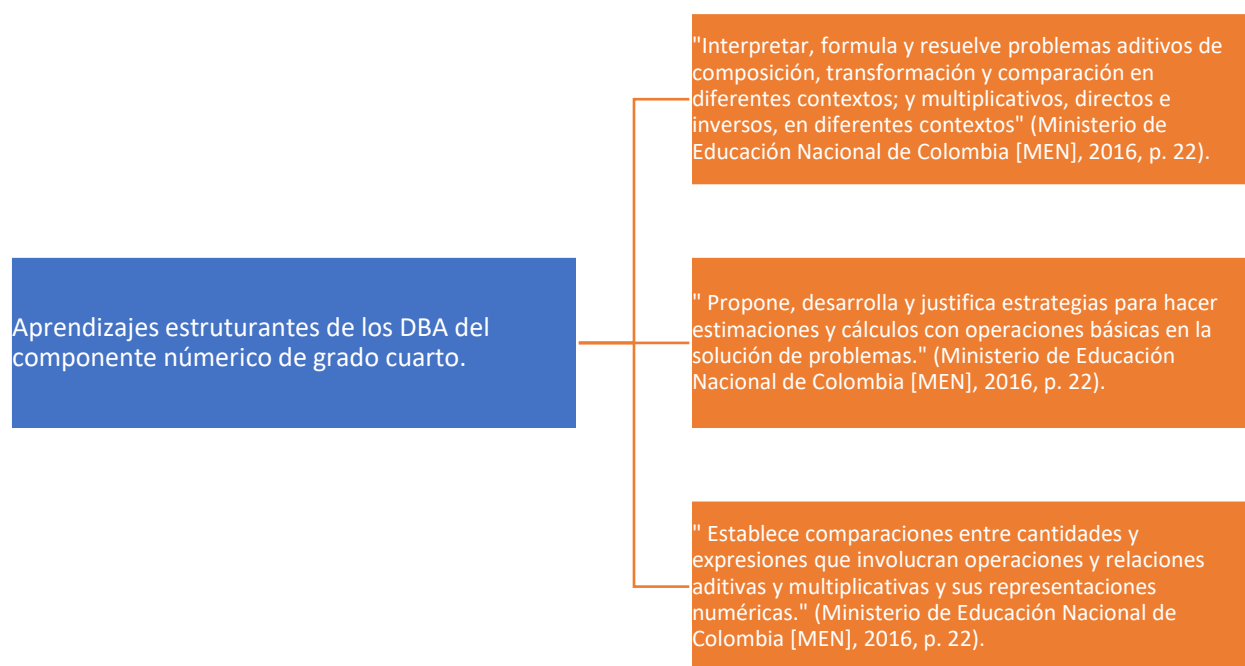 "Interpretar, formula y resuelve problemas aditivos de
composición, transformación y comparación en
diferentes contextos; y multiplicativos, directos e
inversos, en diferentes contextos" (Ministerio de
Educación Nacional de Colombia [MEN], 2016, p. 22).
Aprendizajes estruturantes de los DBA del
componente númerico de grado cuarto.
" Propone, desarrolla y justifica estrategias para hacer
estimaciones y cálculos con operaciones básicas en la
solución de problemas." (Ministerio de Educación
Nacional de Colombia [MEN], 2016, p. 22).
" Establece comparaciones entre cantidades y
expresiones que involucran operaciones y relaciones
aditivas y multiplicativas y sus representaciones
numéricas." (Ministerio de Educación Nacional de
Colombia [MEN], 2016, p. 22).